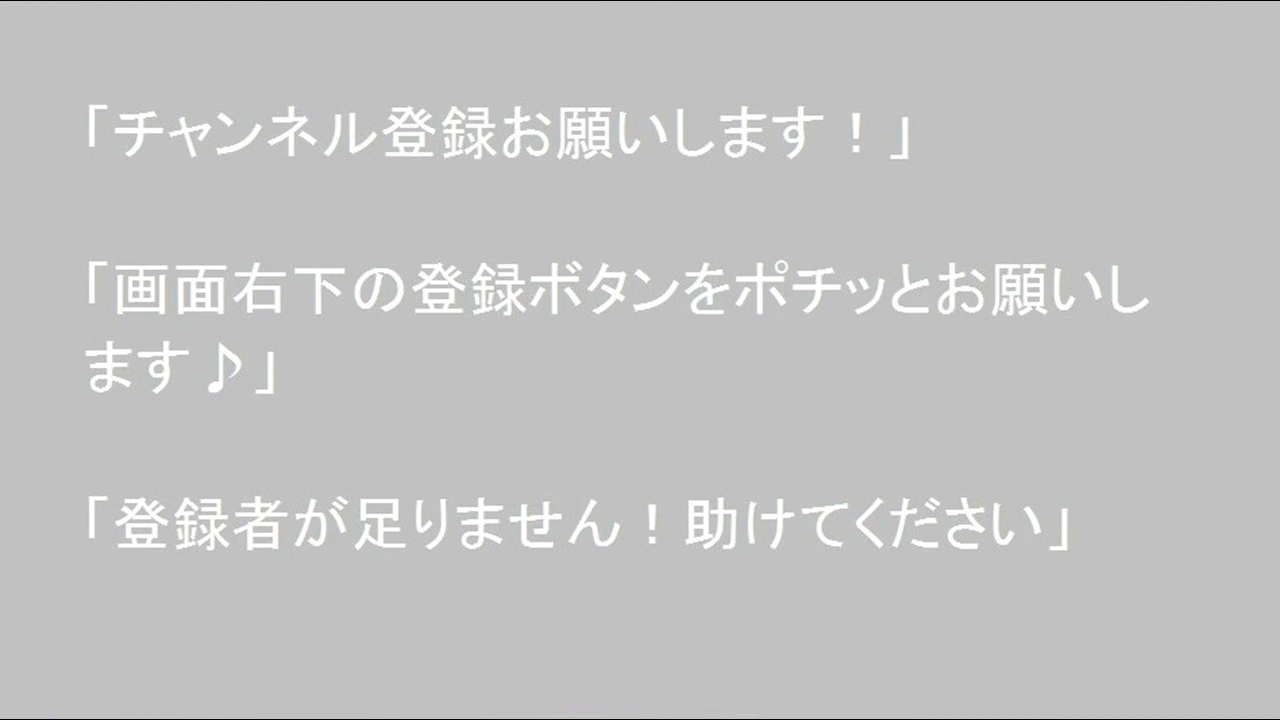 「チャンネル登録お願いします！」
「画面右下の登録ボタンをポチッとお願いし
ます♪」
「登録者が足りません！助けてください」